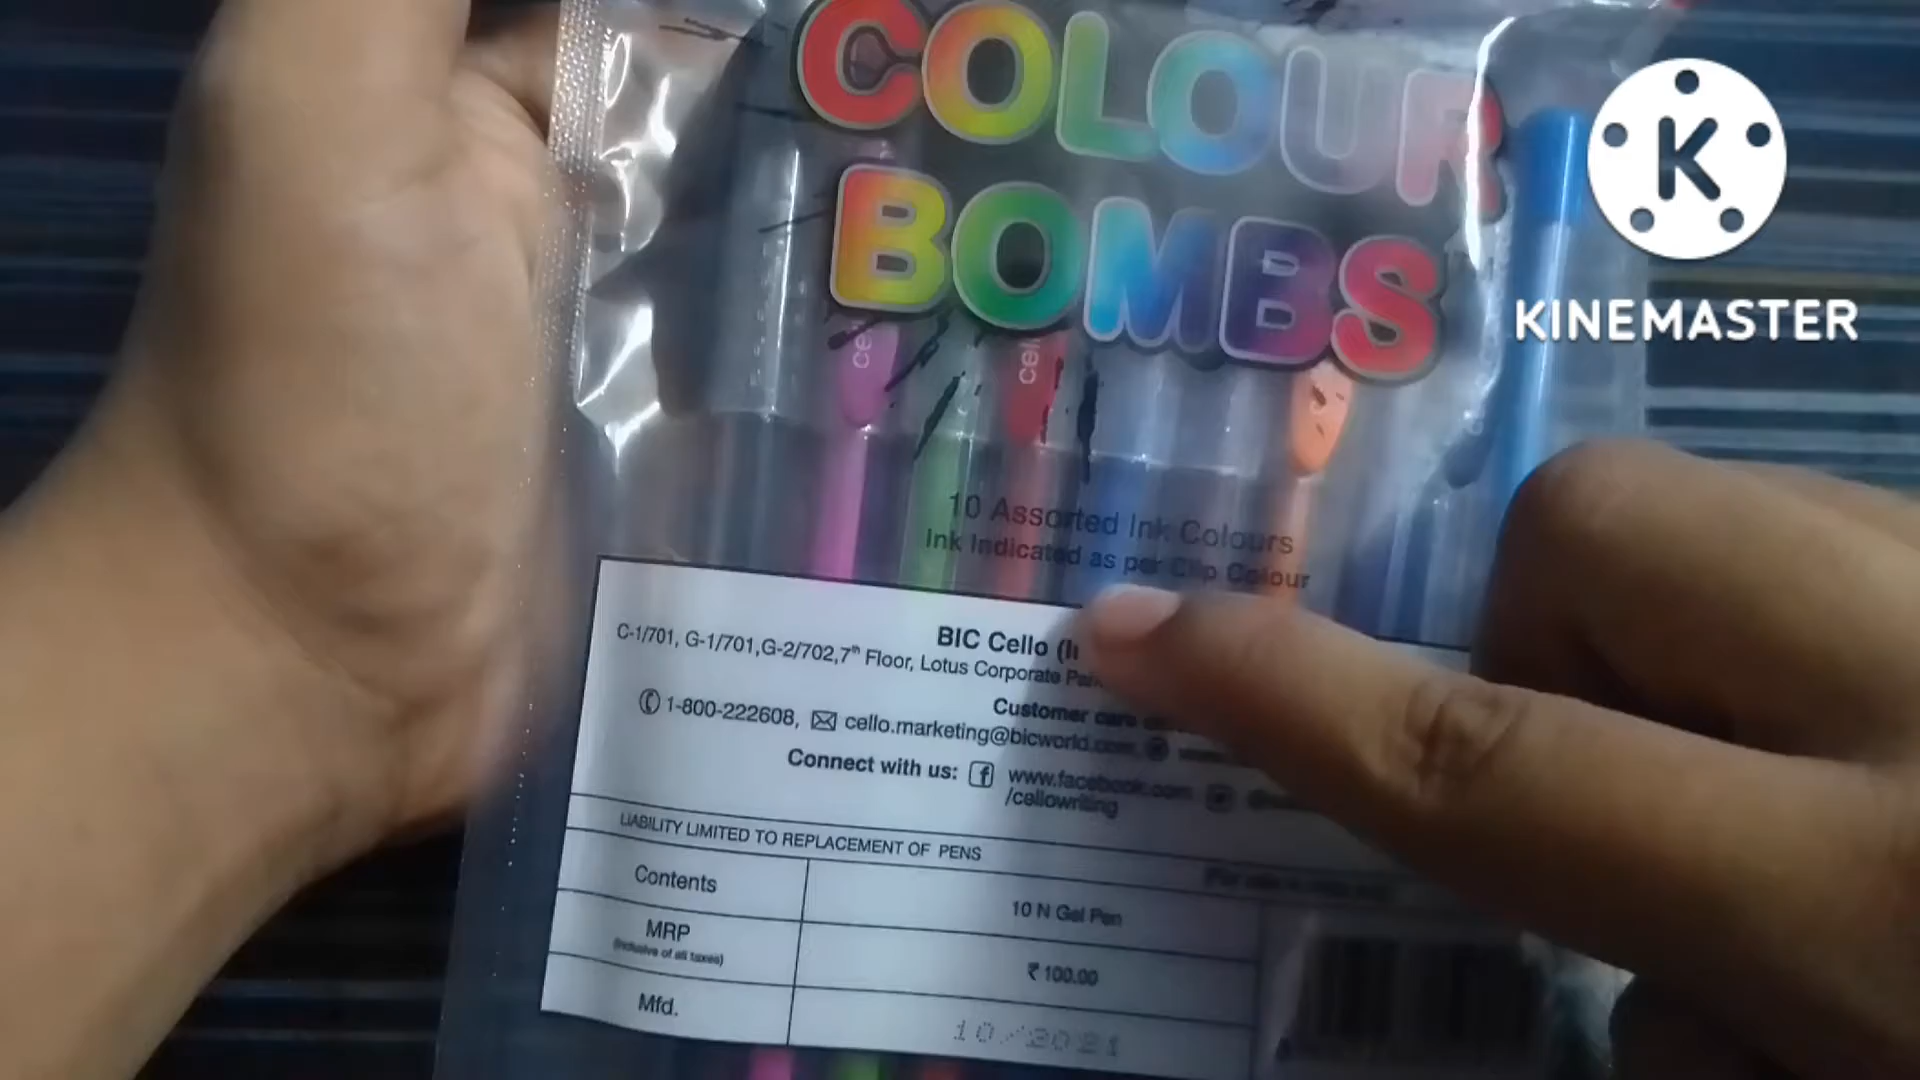 COLOUR
BOMBS
KINEMASTER
cel
cel
10 Assorted Ink Colours
Ink Indicated as per Clip Colour
BIC Cello (I
C-1/701, G-1/701,G-2/702,7th Floor, Lotus Corporate
Customer care
1-800-222608, cello.marketing@bicworld.com,
Connect with us: www.facebook.com
/cellowriting
LIABILITY LIMITED TO REPLACEMENT OF PENS
Contents 10 N Gel Pen
MRP ₹ 100.00
(Inclusive of all taxes)
Mfd. 10/2021